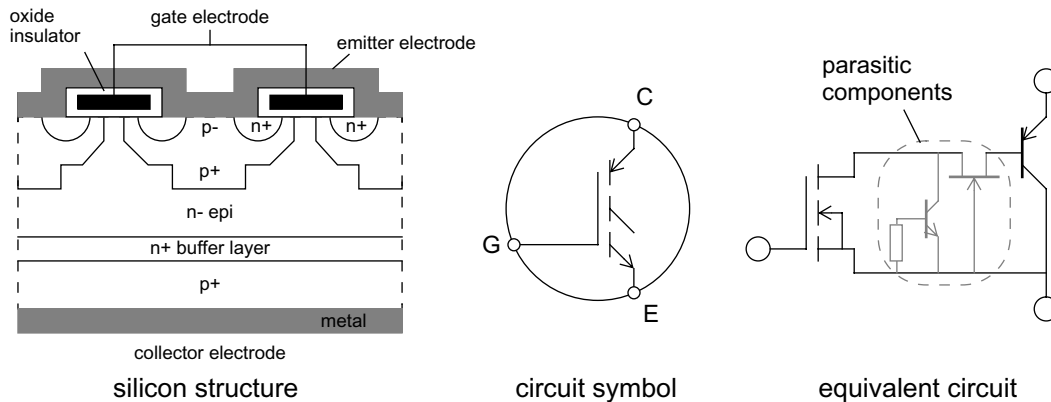 oxide
insulator
gate electrode
emitter electrode
p-
n+
n+
p+
n- epi
n+ buffer layer
p+
metal
collector electrode
silicon structure
C
G
E
circuit symbol
parasitic
components
equivalent circuit